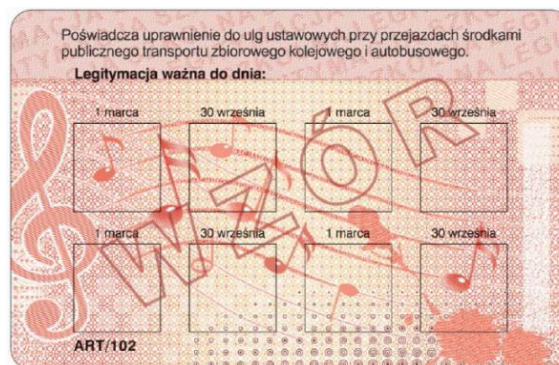 Poświadcza uprawnienie do ulg ustawowych przy przejazdach środkami
publicznego transportu zbiorowego kolejowego i autobusowego.
Legitymacja ważna do dnia:
1 marca 30 września 1 marca 30 września
WZÓR
1 marca 30 września 1 marca 30 września
ART/102